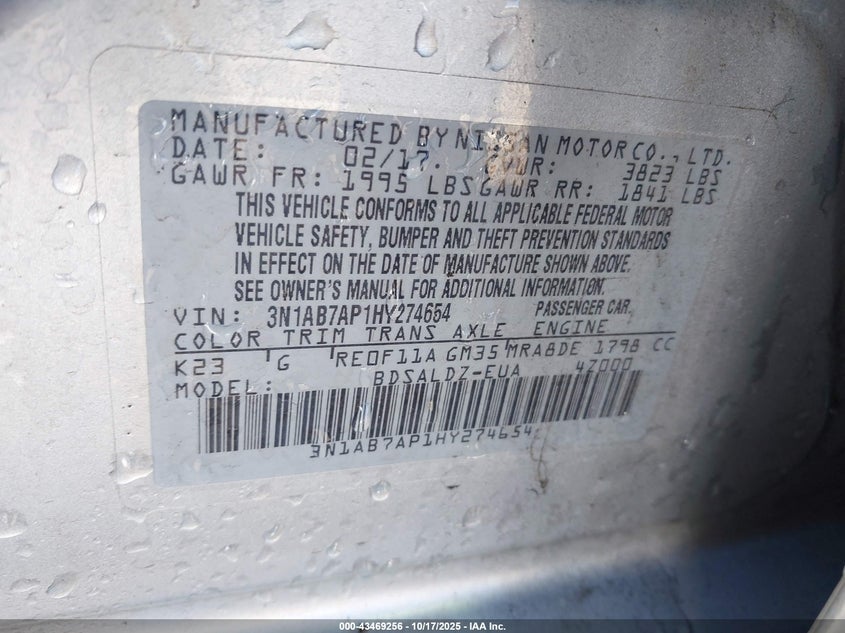 MANUFACTURED BY NISSAN MOTOR CO., LTD.
DATE: 02/17. GVWR: 3823 LBS
GAWR FR: 1995 LBS GAWR RR: 1841 LBS
THIS VEHICLE CONFORMS TO ALL APPLICABLE FEDERAL MOTOR
VEHICLE SAFETY, BUMPER AND THEFT PREVENTION STANDARDS
IN EFFECT ON THE DATE OF MANUFACTURE SHOWN ABOVE.
SEE OWNER'S MANUAL FOR ADDITIONAL INFORMATION.
VIN: 3N1AB7AP1HY274654 PASSENGER CAR.
COLOR TRIM TRANS AXLE ENGINE
K23 G RE0F11A GM35 MRA8DE 1798 CC
MODEL: BDSALDZ-EUA 4Z000
3N1AB7AP1HY274654
000-43469256 - 10/17/2025 - IAA Inc.